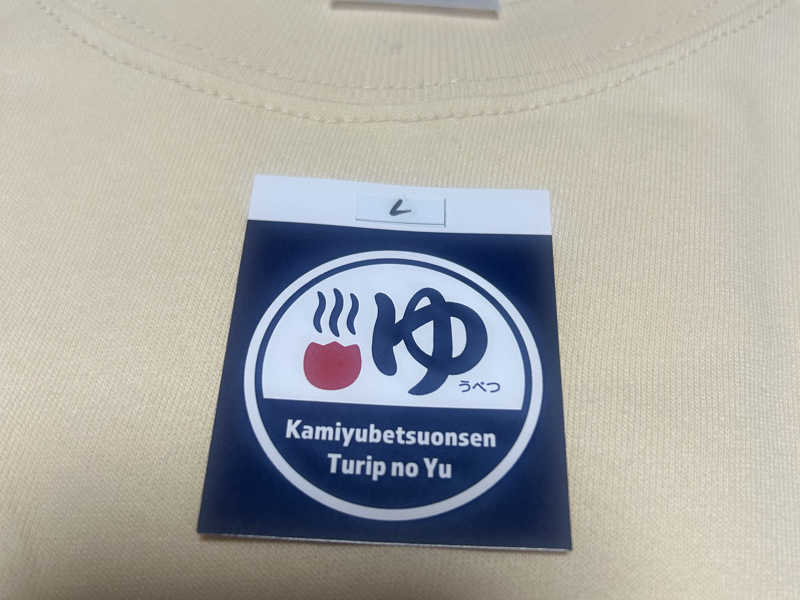 L
ゆ
うべつ
Kamiyubetsuonsen
Turip no Yu